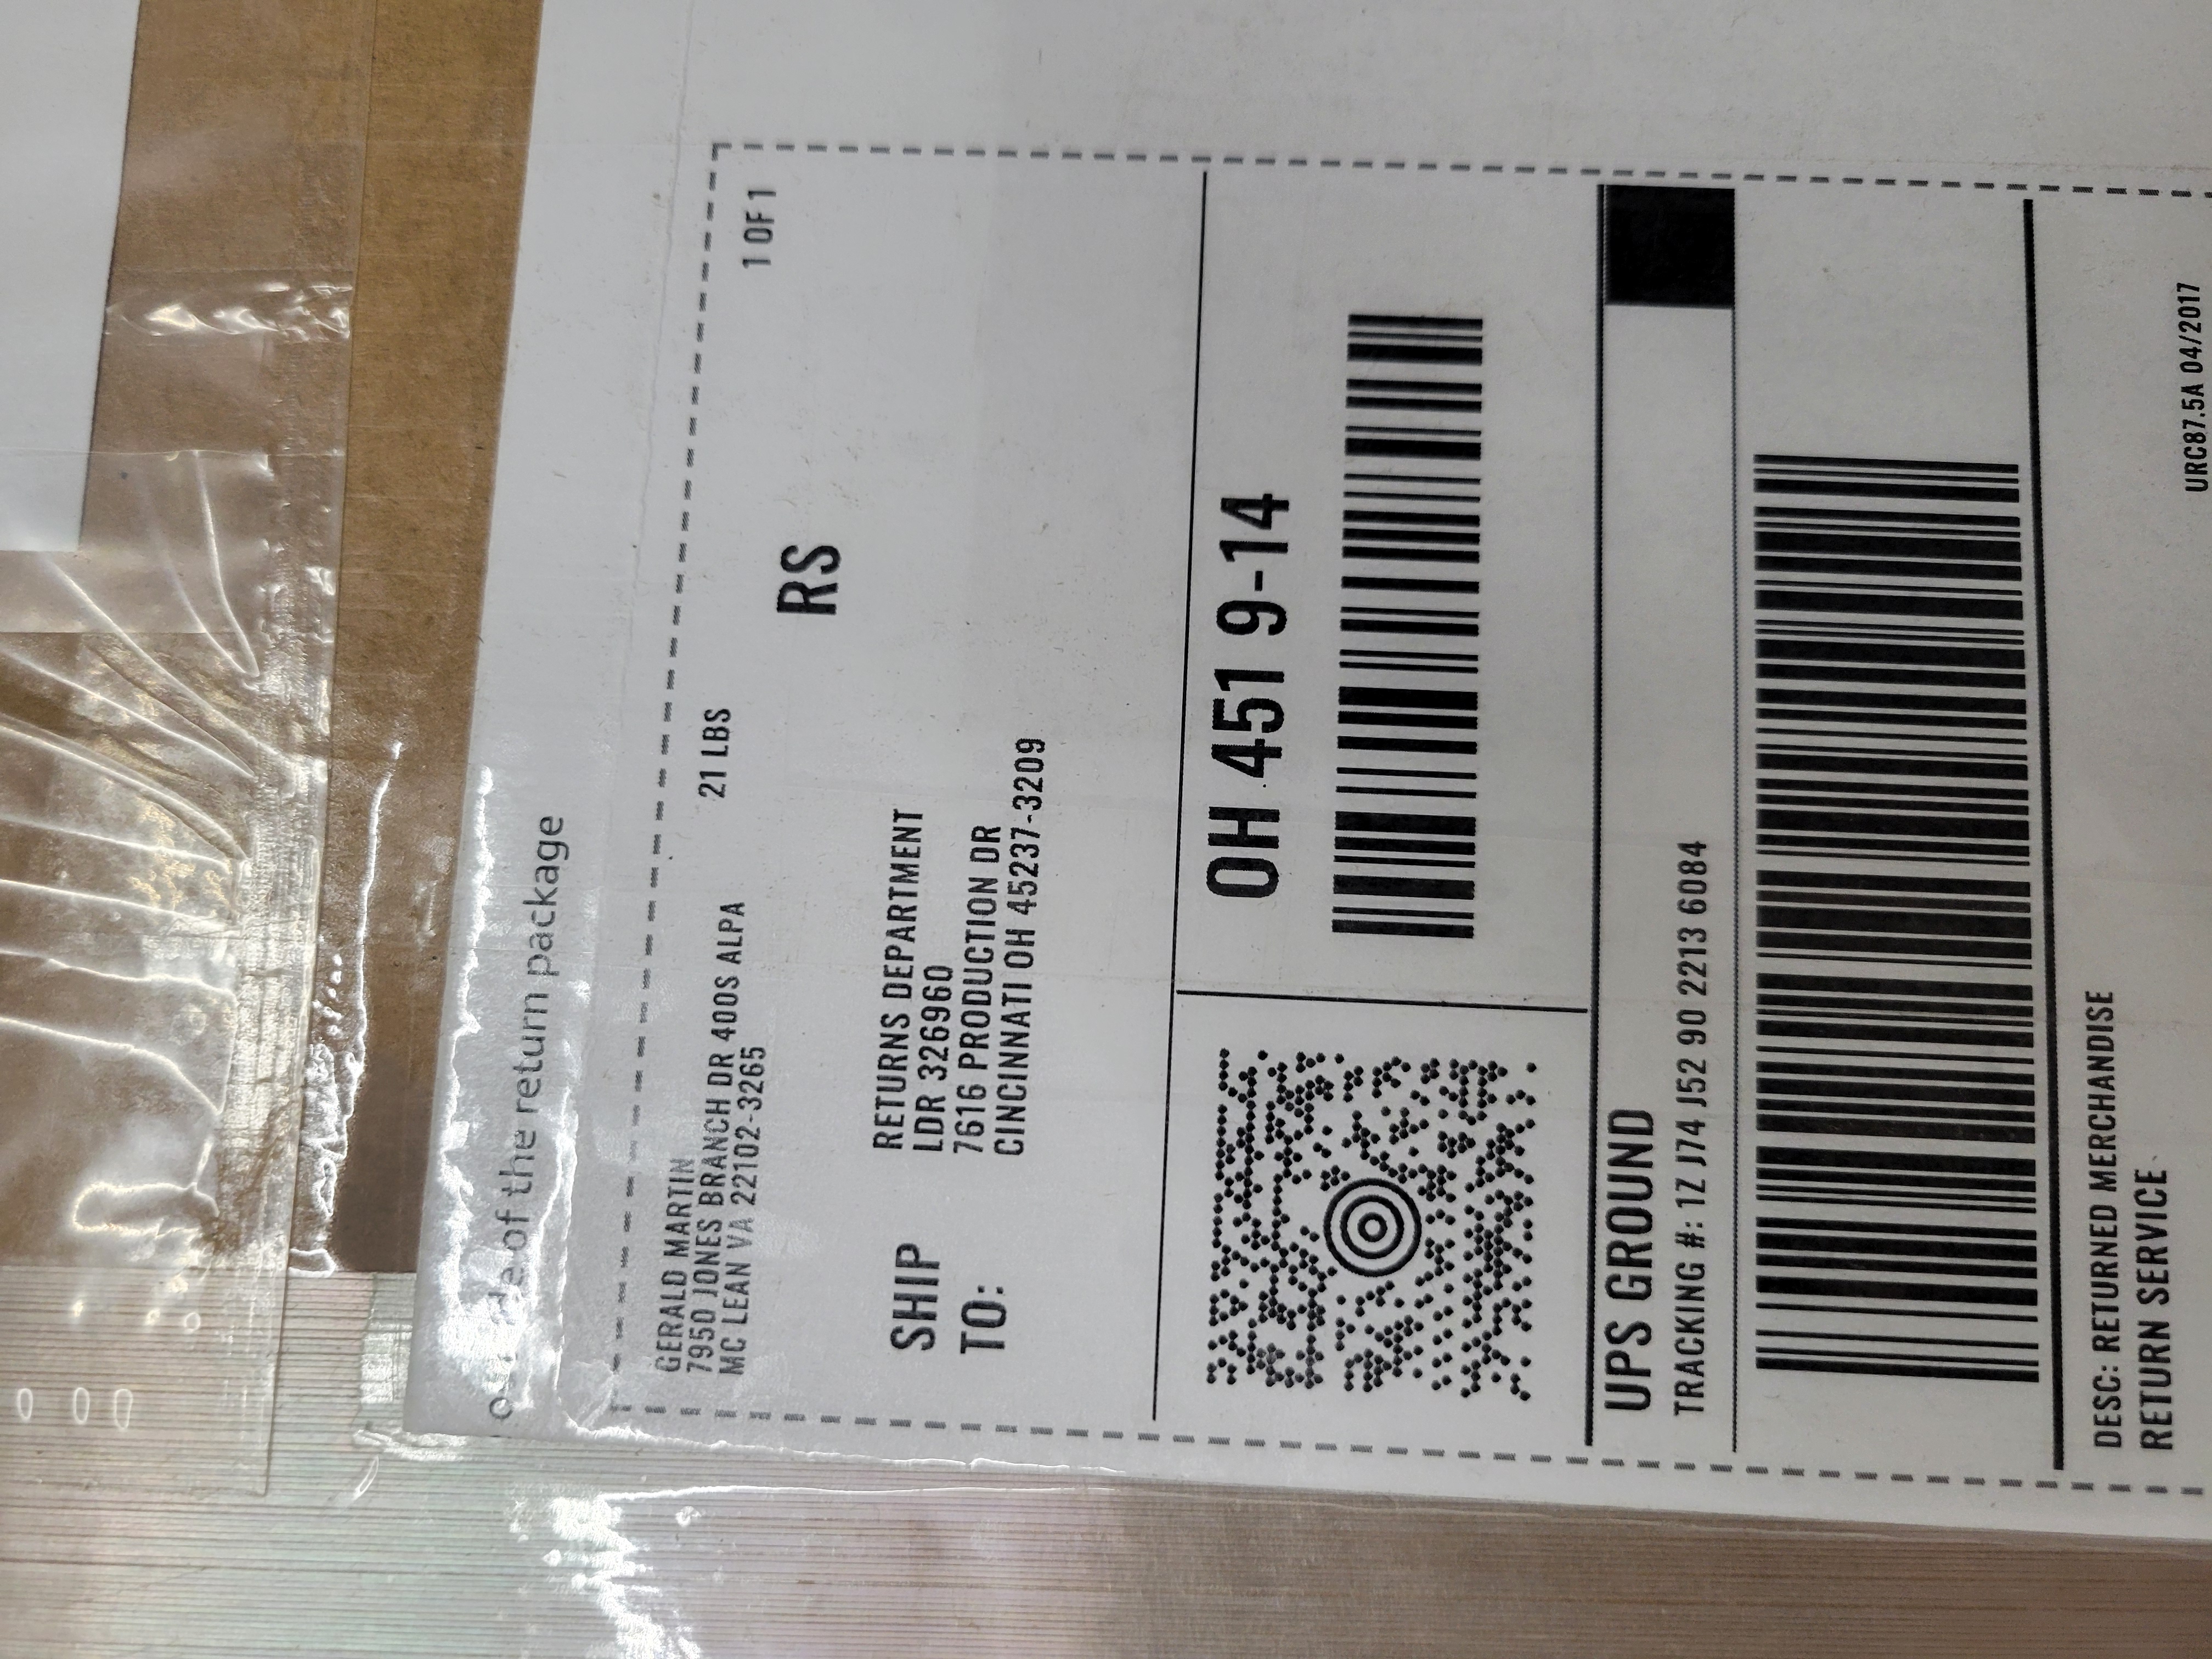 of the return package
GERALD MARTIN
7950 JONES BRANCH DR 400S ALPA
MC LEAN VA 22102-3265
21 LBS
1 OF 1
RS
SHIP
TO:
RETURNS DEPARTMENT
LDR 326960
7616 PRODUCTION DR
CINCINNATI OH 45237-3209
OH 451 9-14
UPS GROUND
TRACKING #: 1Z J74 J52 90 2213 6084
DESC: RETURNED MERCHANDISE
RETURN SERVICE
URC87.5A 04/2017